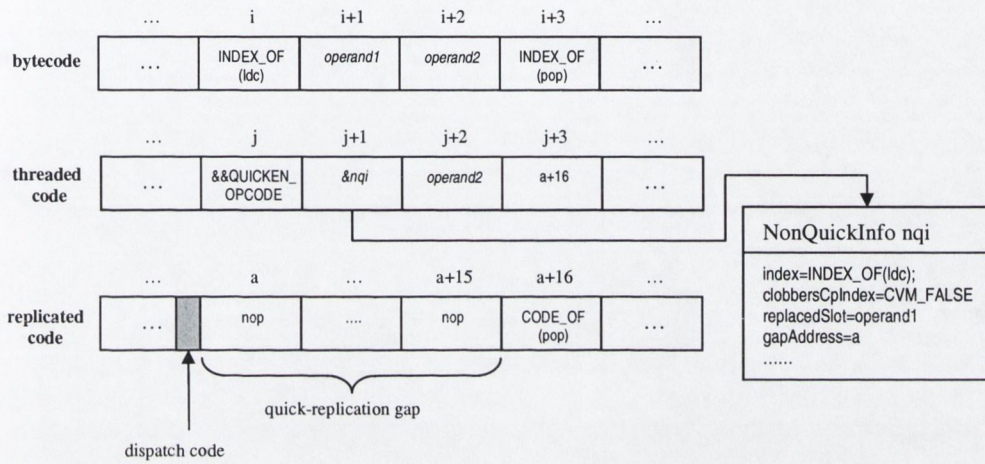 ... i i+1 i+2 i+3 ...
bytecode ... INDEX_OF (ldc) operand1 operand2 INDEX_OF (pop) ...
... j j+1 j+2 j+3 ...
threaded code ... &&QUICKEN_ OPCODE &nqi operand2 a+16 ...
NonQuickInfo nqi
index=INDEX_OF(ldc);
clobbersCpIndex=CVM_FALSE
replacedSlot=operand1
gapAddress=a
......
... a ... a+15 a+16 ...
replicated code ... nop .... nop CODE_OF (pop) ...
quick-replication gap
dispatch code